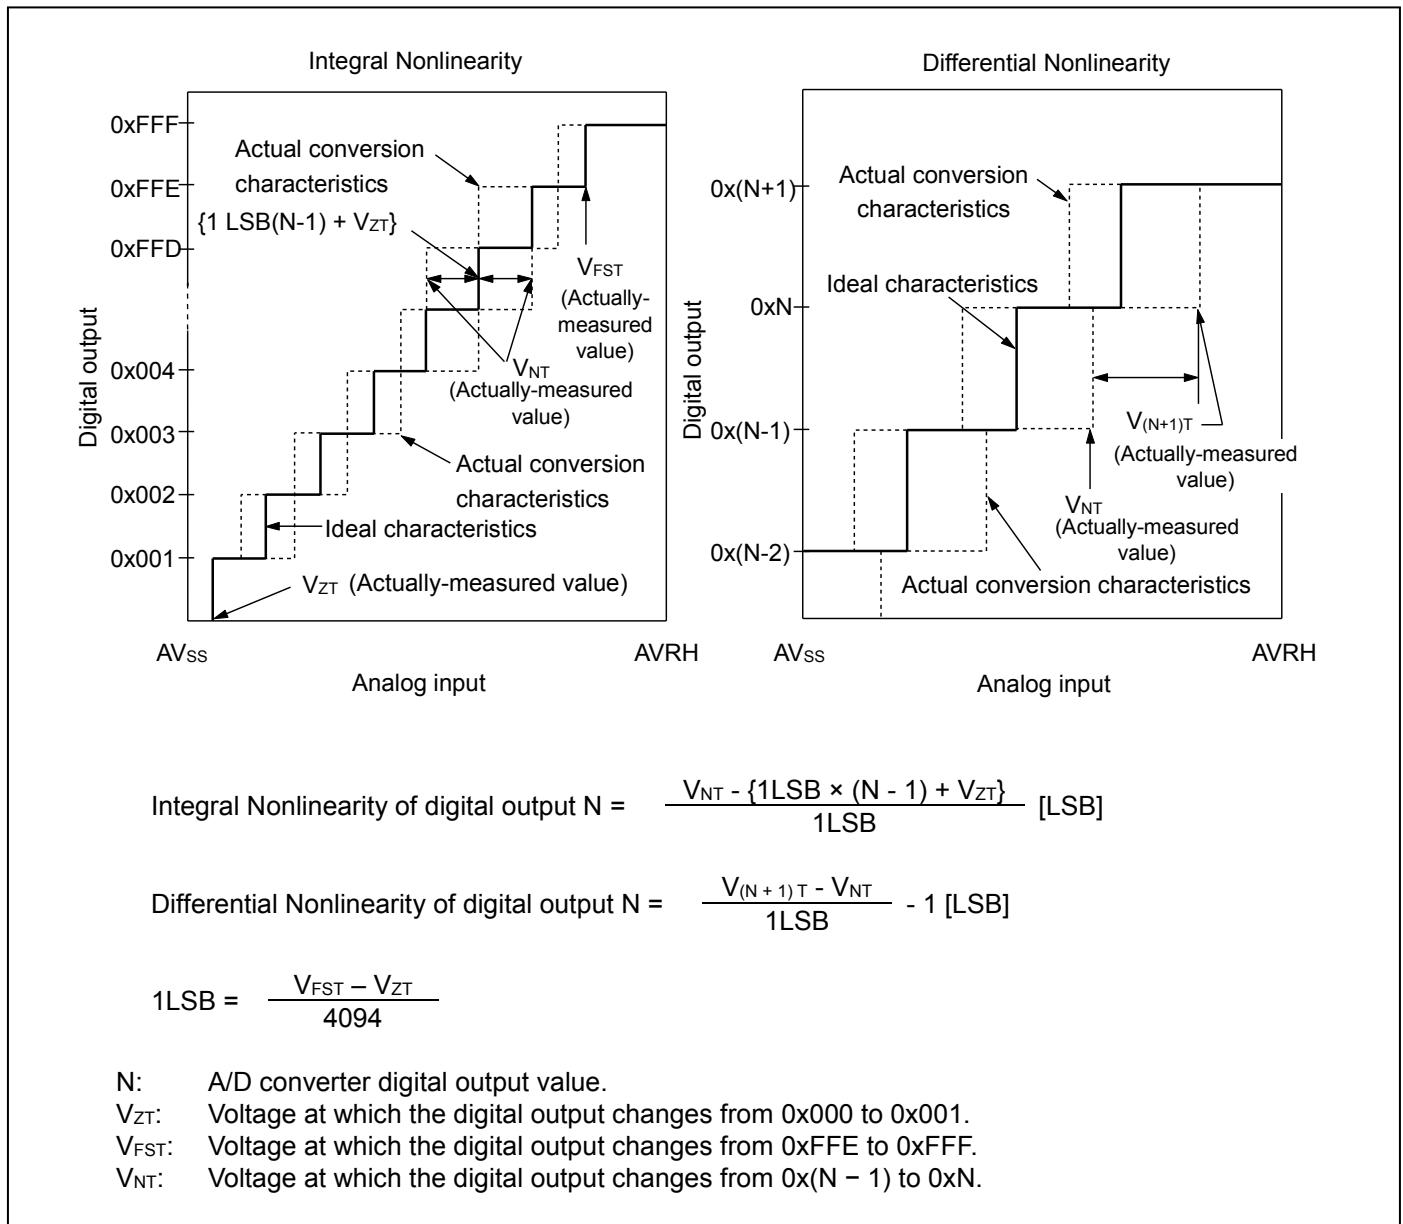 Integral Nonlinearity
0xFFF
0xFFE
0xFFD
0x004
0x003
0x002
0x001
Digital output
Actual conversion
characteristics
{1 LSB(N-1) + VZT}
VFST
(Actually-
measured
value)
VNT
(Actually-measured
value)
Actual conversion
characteristics
Ideal characteristics
VZT (Actually-measured value)
AVSS
AVRH
Analog input
Differential Nonlinearity
0x(N+1)
0xN
0x(N-1)
0x(N-2)
Digital output
Actual conversion
characteristics
Ideal characteristics
V(N+1)T
(Actually-measured
value)
VNT
(Actually-measured
value)
Actual conversion characteristics
AVSS
AVRH
Analog input
Integral Nonlinearity of digital output N =
VNT - {1LSB × (N - 1) + VZT}
1LSB
[LSB]
Differential Nonlinearity of digital output N =
V(N + 1) T - VNT
1LSB
- 1 [LSB]
1LSB =
VFST – VZT
4094
N: A/D converter digital output value.
VZT: Voltage at which the digital output changes from 0x000 to 0x001.
VFST: Voltage at which the digital output changes from 0xFFE to 0xFFF.
VNT: Voltage at which the digital output changes from 0x(N − 1) to 0xN.